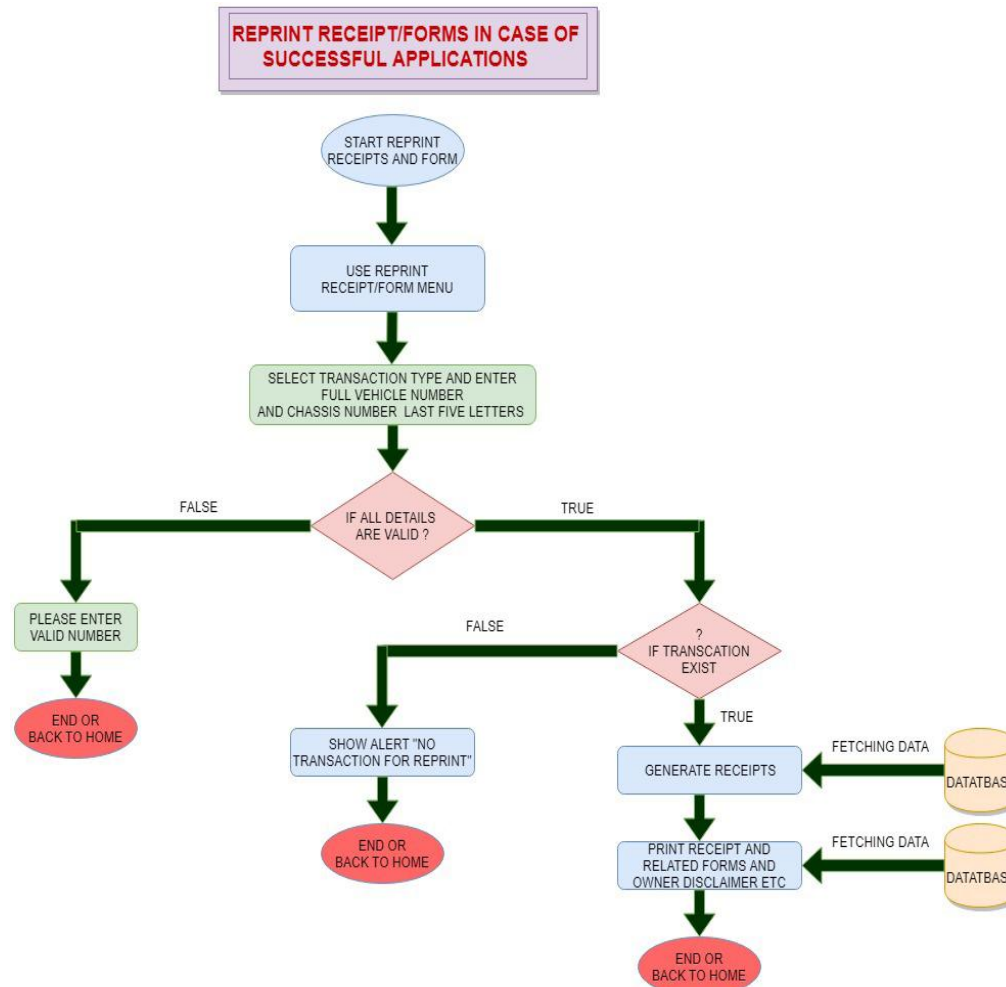 REPRINT RECEIPT/FORMS IN CASE OF
SUCCESSFUL APPLICATIONS
START REPRINT
RECEIPTS AND FORM
USE REPRINT
RECEIPT/FORM MENU
SELECT TRANSACTION TYPE AND ENTER
FULL VEHICLE NUMBER
AND CHASSIS NUMBER LAST FIVE LETTERS
FALSE
IF ALL DETAILS
ARE VALID ?
TRUE
PLEASE ENTER
VALID NUMBER
END OR
BACK TO HOME
FALSE
?
IF TRANSCATION
EXIST
TRUE
SHOW ALERT "NO
TRANSACTION FOR REPRINT"
END OR
BACK TO HOME
GENERATE RECEIPTS
FETCHING DATA
DATATBAS
PRINT RECEIPT AND
RELATED FORMS AND
OWNER DISCLAIMER ETC
FETCHING DATA
DATATBAS
END OR
BACK TO HOME